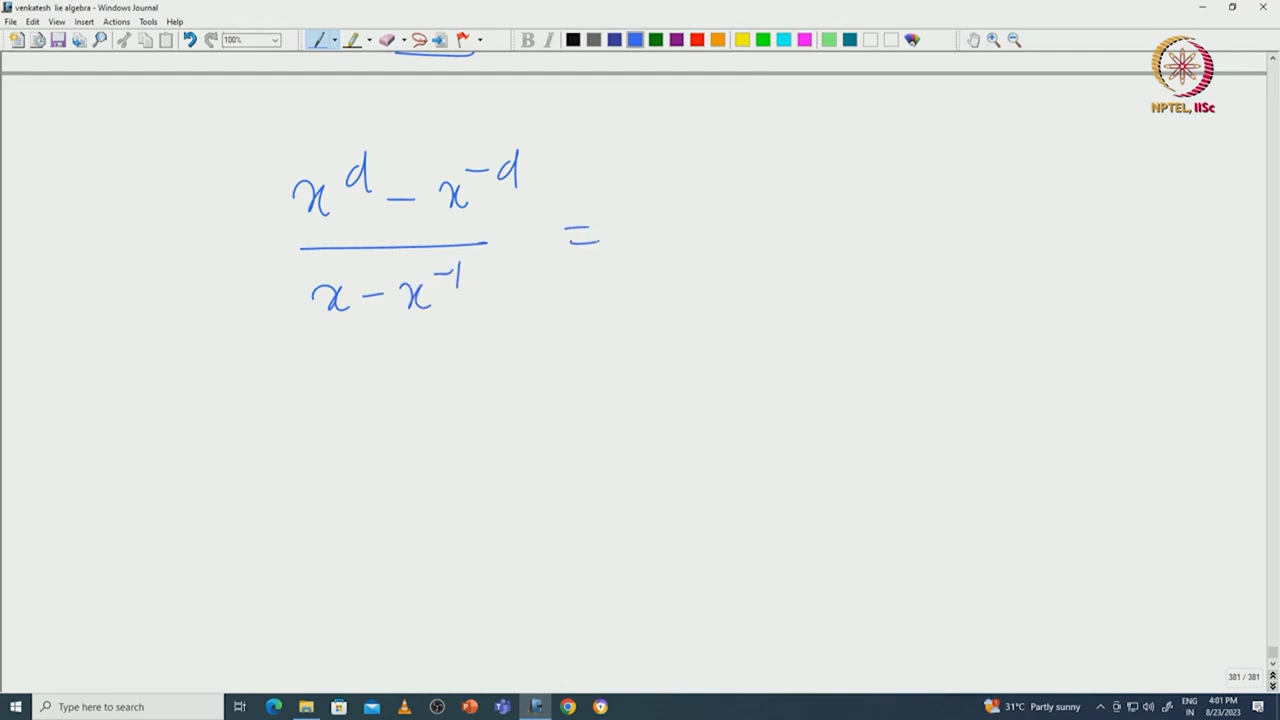 venkatesh lie algebra - Windows Journal
File Edit View Insert Actions Tools Help
100%
B I
NPTEL, IISc
x^d - x^{-d}
x - x^{-1}
=
381 / 381
Type here to search
31°C Partly sunny
ENG
IN
4:01 PM
8/23/2023